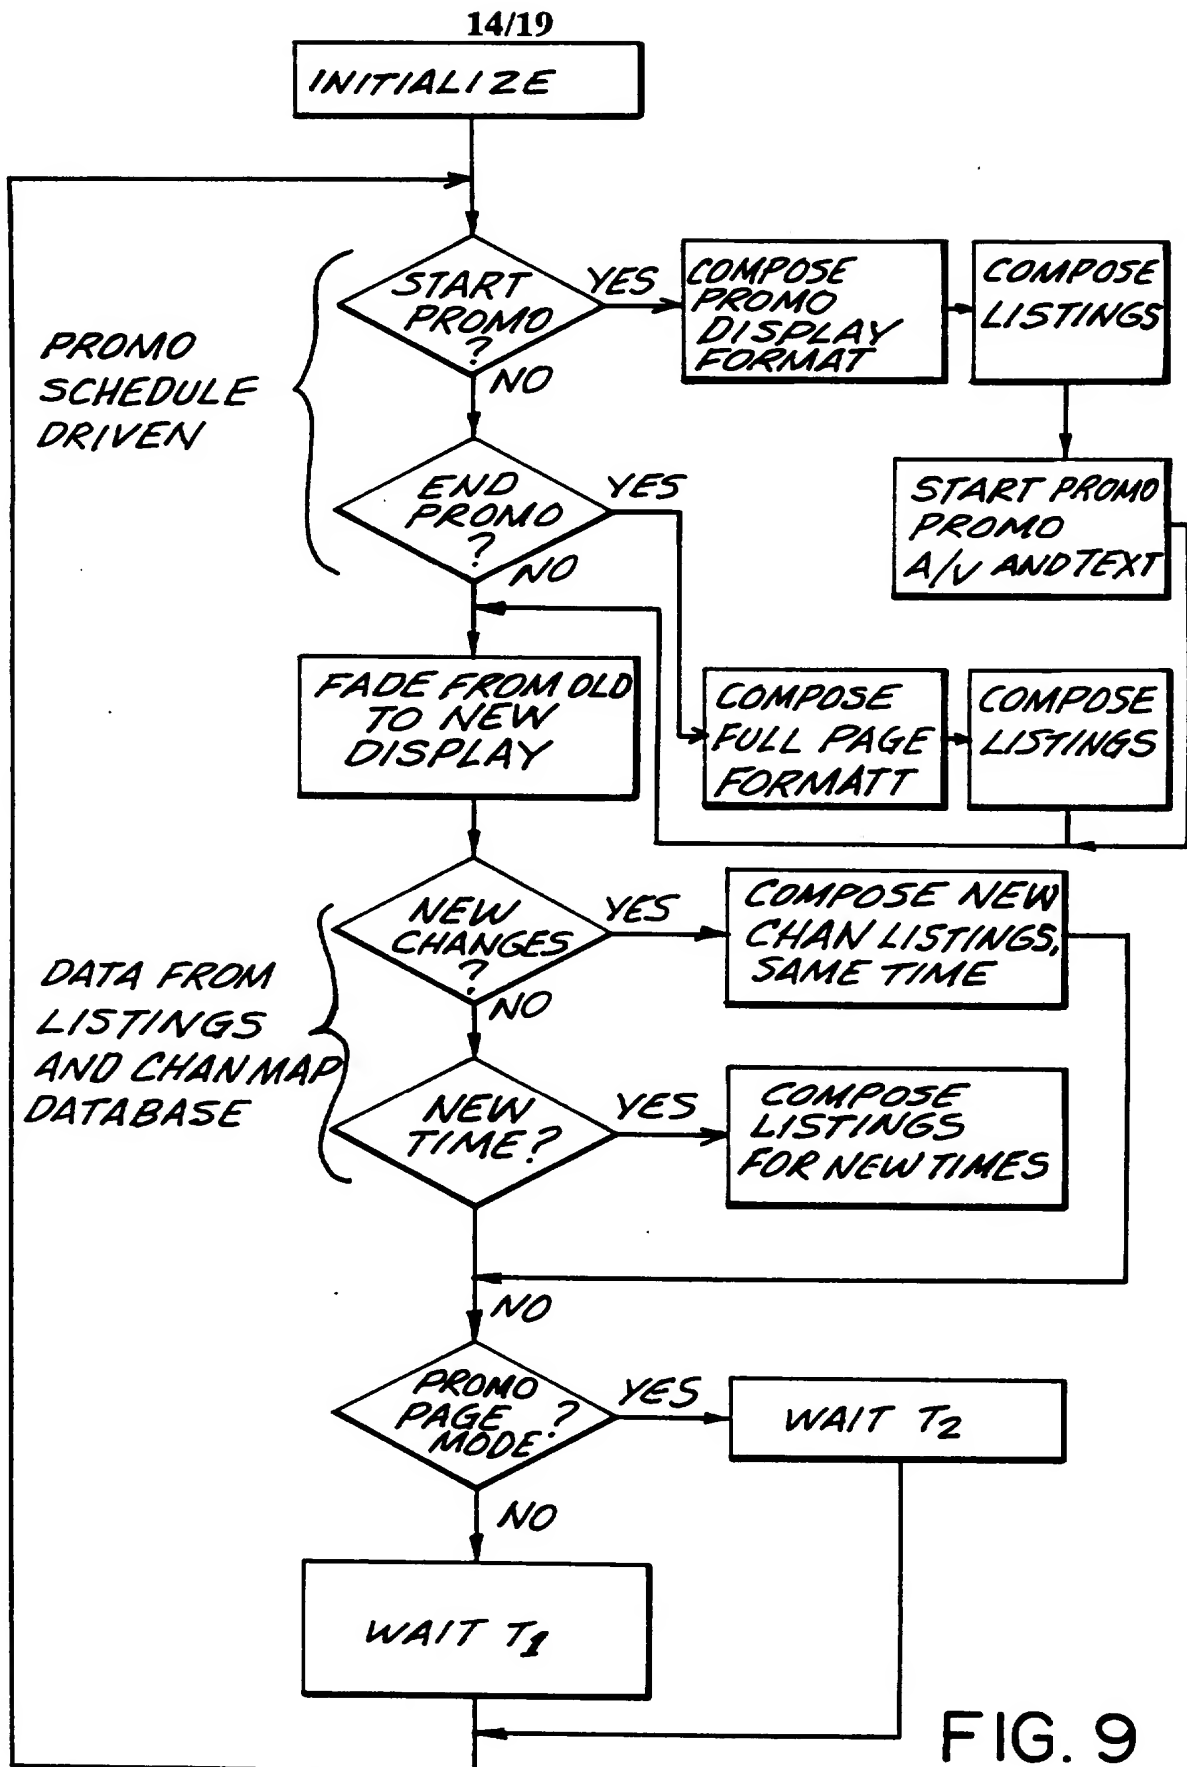 14/19
INITIALIZE
START
PROMO
?
YES
NO
COMPOSE
PROMO
DISPLAY
FORMAT
COMPOSE
LISTINGS
PROMO
SCHEDULE
DRIVEN
END
PROMO
?
YES
NO
START PROMO
PROMO
A/V AND TEXT
FADE FROM OLD
TO NEW
DISPLAY
COMPOSE
FULL PAGE
FORMATT
COMPOSE
LISTINGS
NEW
CHANGES
?
YES
NO
COMPOSE NEW
CHAN LISTINGS,
SAME TIME
DATA FROM
LISTINGS
AND CHAN MAP
DATABASE
NEW
TIME?
YES
COMPOSE
LISTINGS
FOR NEW TIMES
NO
PROMO
PAGE ?
MODE
YES
WAIT T2
NO
WAIT T1
FIG. 9